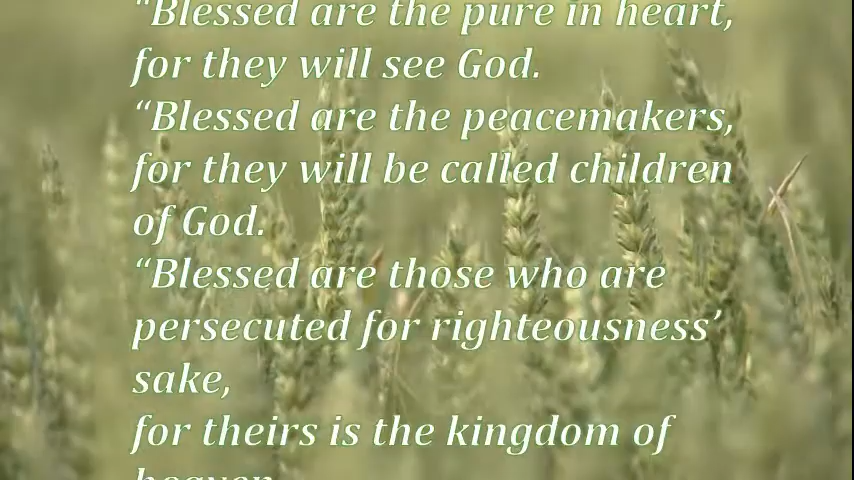 “Blessed are the pure in heart,
for they will see God.
“Blessed are the peacemakers,
for they will be called children
of God.
“Blessed are those who are
persecuted for righteousness’
sake,
for theirs is the kingdom of